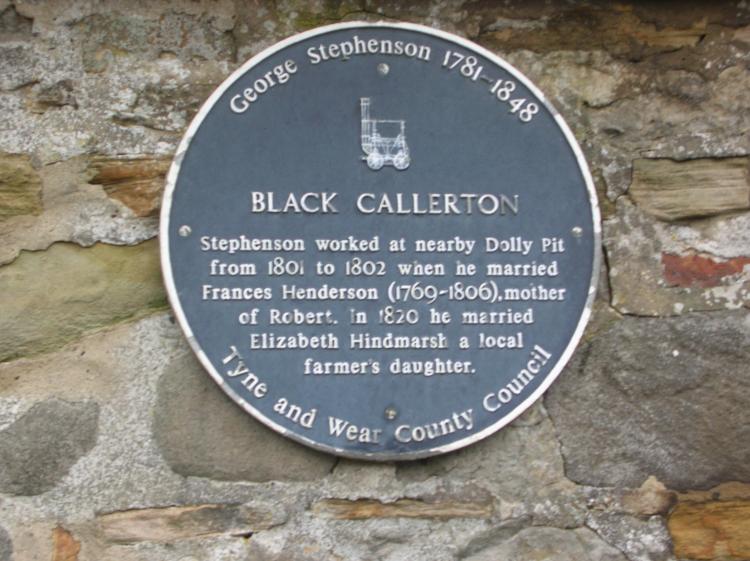 George Stephenson 1781-1848
BLACK CALLERTON
Stephenson worked at nearby Dolly Pit
from 1801 to 1802 when he married
Frances Henderson (1769-1806), mother
of Robert. In 1820 he married
Elizabeth Hindmarsh a local
farmer's daughter.
Tyne and Wear County Council